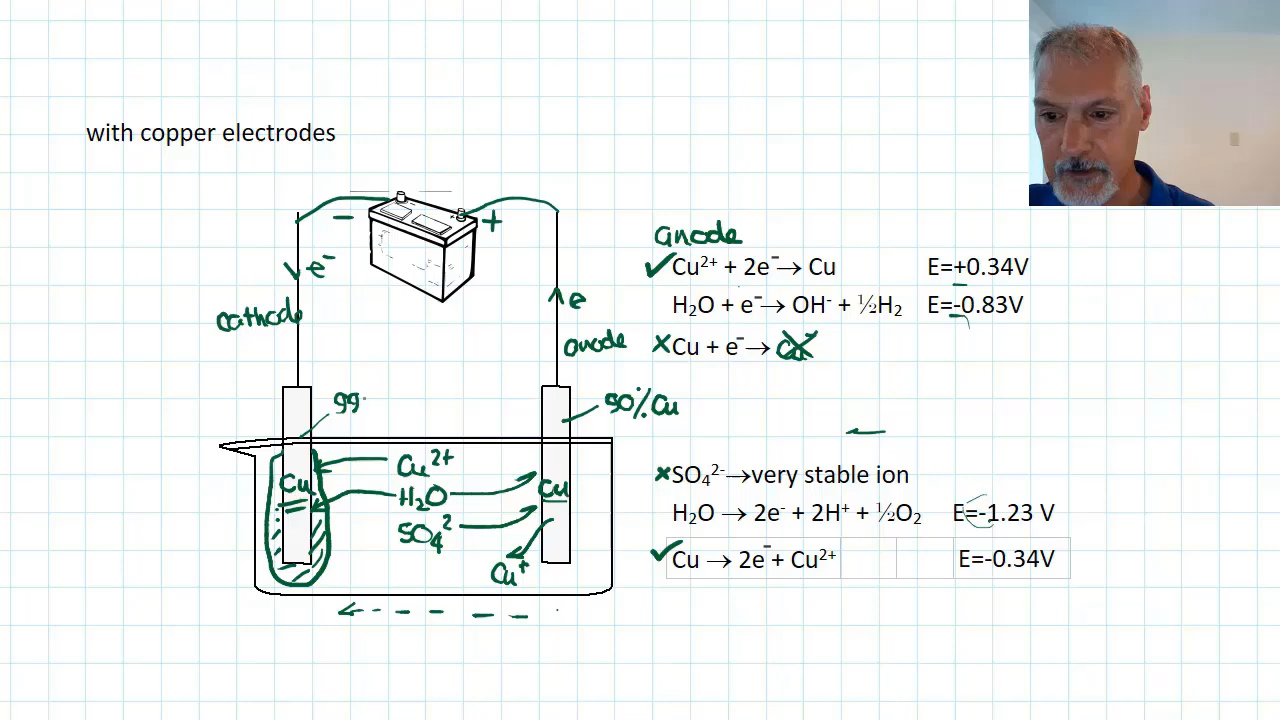 with copper electrodes
− +
e⁻
e
cathode
anode
99
90% Cu
Cu
Cu²⁺
H₂O
SO₄²
Cu⁺
Cu
anode
✓ Cu²⁺ + 2e⁻ → Cu E=+0.34V
H₂O + e⁻ → OH⁻ + ½H₂ E=-0.83V
✗ Cu + e⁻ →
✗ SO₄²⁻ → very stable ion
H₂O → 2e⁻ + 2H⁺ + ½O₂ E=-1.23 V
✓ Cu → 2e⁻ + Cu²⁺ E=-0.34V